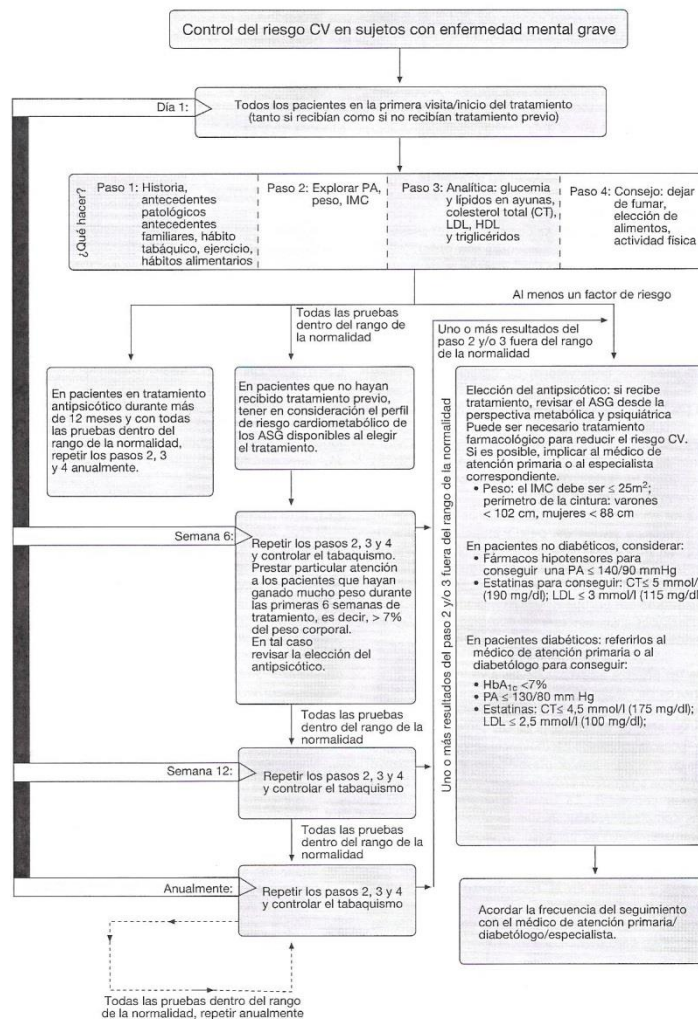 Control del riesgo CV en sujetos con enfermedad mental grave
Día 1:
Todos los pacientes en la primera visita/inicio del tratamiento
(tanto si recibían como si no recibían tratamiento previo)
¿Qué hacer?
Paso 1: Historia,
antecedentes
patológicos
antecedentes
familiares, hábito
tabáquico, ejercicio,
hábitos alimentarios
Paso 2: Explorar PA,
peso, IMC
Paso 3: Analítica: glucemia
y lípidos en ayunas,
colesterol total (CT),
LDL, HDL
y triglicéridos
Paso 4: Consejo: dejar
de fumar,
elección de
alimentos,
actividad física
Todas las pruebas
dentro del rango de
la normalidad
Al menos un factor de riesgo
Uno o más resultados del
paso 2 y/o 3 fuera del rango
de la normalidad
En pacientes en tratamiento
antipsicótico durante más
de 12 meses y con todas
las pruebas dentro del
rango de la normalidad,
repetir los pasos 2, 3
y 4 anualmente.
En pacientes que no hayan
recibido tratamiento previo,
tener en consideración el perfil
de riesgo cardiometabólico de
los ASG disponibles al elegir
el tratamiento.
Semana 6:
Repetir los pasos 2, 3 y 4
y controlar el tabaquismo.
Prestar particular atención
a los pacientes que hayan
ganado mucho peso durante
las primeras 6 semanas de
tratamiento, es decir, > 7%
del peso corporal.
En tal caso
revisar la elección del
antipsicótico.
Todas las pruebas
dentro del rango de la
normalidad
Semana 12:
Repetir los pasos 2, 3 y 4
y controlar el tabaquismo
Todas las pruebas
dentro del rango de la
normalidad
Anualmente:
Repetir los pasos 2, 3 y 4
y controlar el tabaquismo
Todas las pruebas dentro del rango
de la normalidad, repetir anualmente
Uno o más resultados del paso 2 y/o 3 fuera del rango de la normalidad
Elección del antipsicótico: si recibe
tratamiento, revisar el ASG desde la
perspectiva metabólica y psiquiátrica
Puede ser necesario tratamiento
farmacológico para reducir el riesgo CV.
Si es posible, implicar al médico de
atención primaria o al especialista
correspondiente.
• Peso: el IMC debe ser ≤ 25m²;
perímetro de la cintura: varones
< 102 cm, mujeres < 88 cm
En pacientes no diabéticos, considerar:
• Fármacos hipotensores para
conseguir una PA ≤ 140/90 mmHg
• Estatinas para conseguir: CT≤ 5 mmol/
(190 mg/dl); LDL ≤ 3 mmol/l (115 mg/dl
En pacientes diabéticos: referirlos al
médico de atención primaria o al
diabetólogo para conseguir:
• HbA1c <7%
• PA ≤ 130/80 mm Hg
• Estatinas: CT≤ 4,5 mmol/l (175 mg/dl);
LDL ≤ 2,5 mmol/l (100 mg/dl);
Acordar la frecuencia del seguimiento
con el médico de atención primaria/
diabetólogo/especialista.